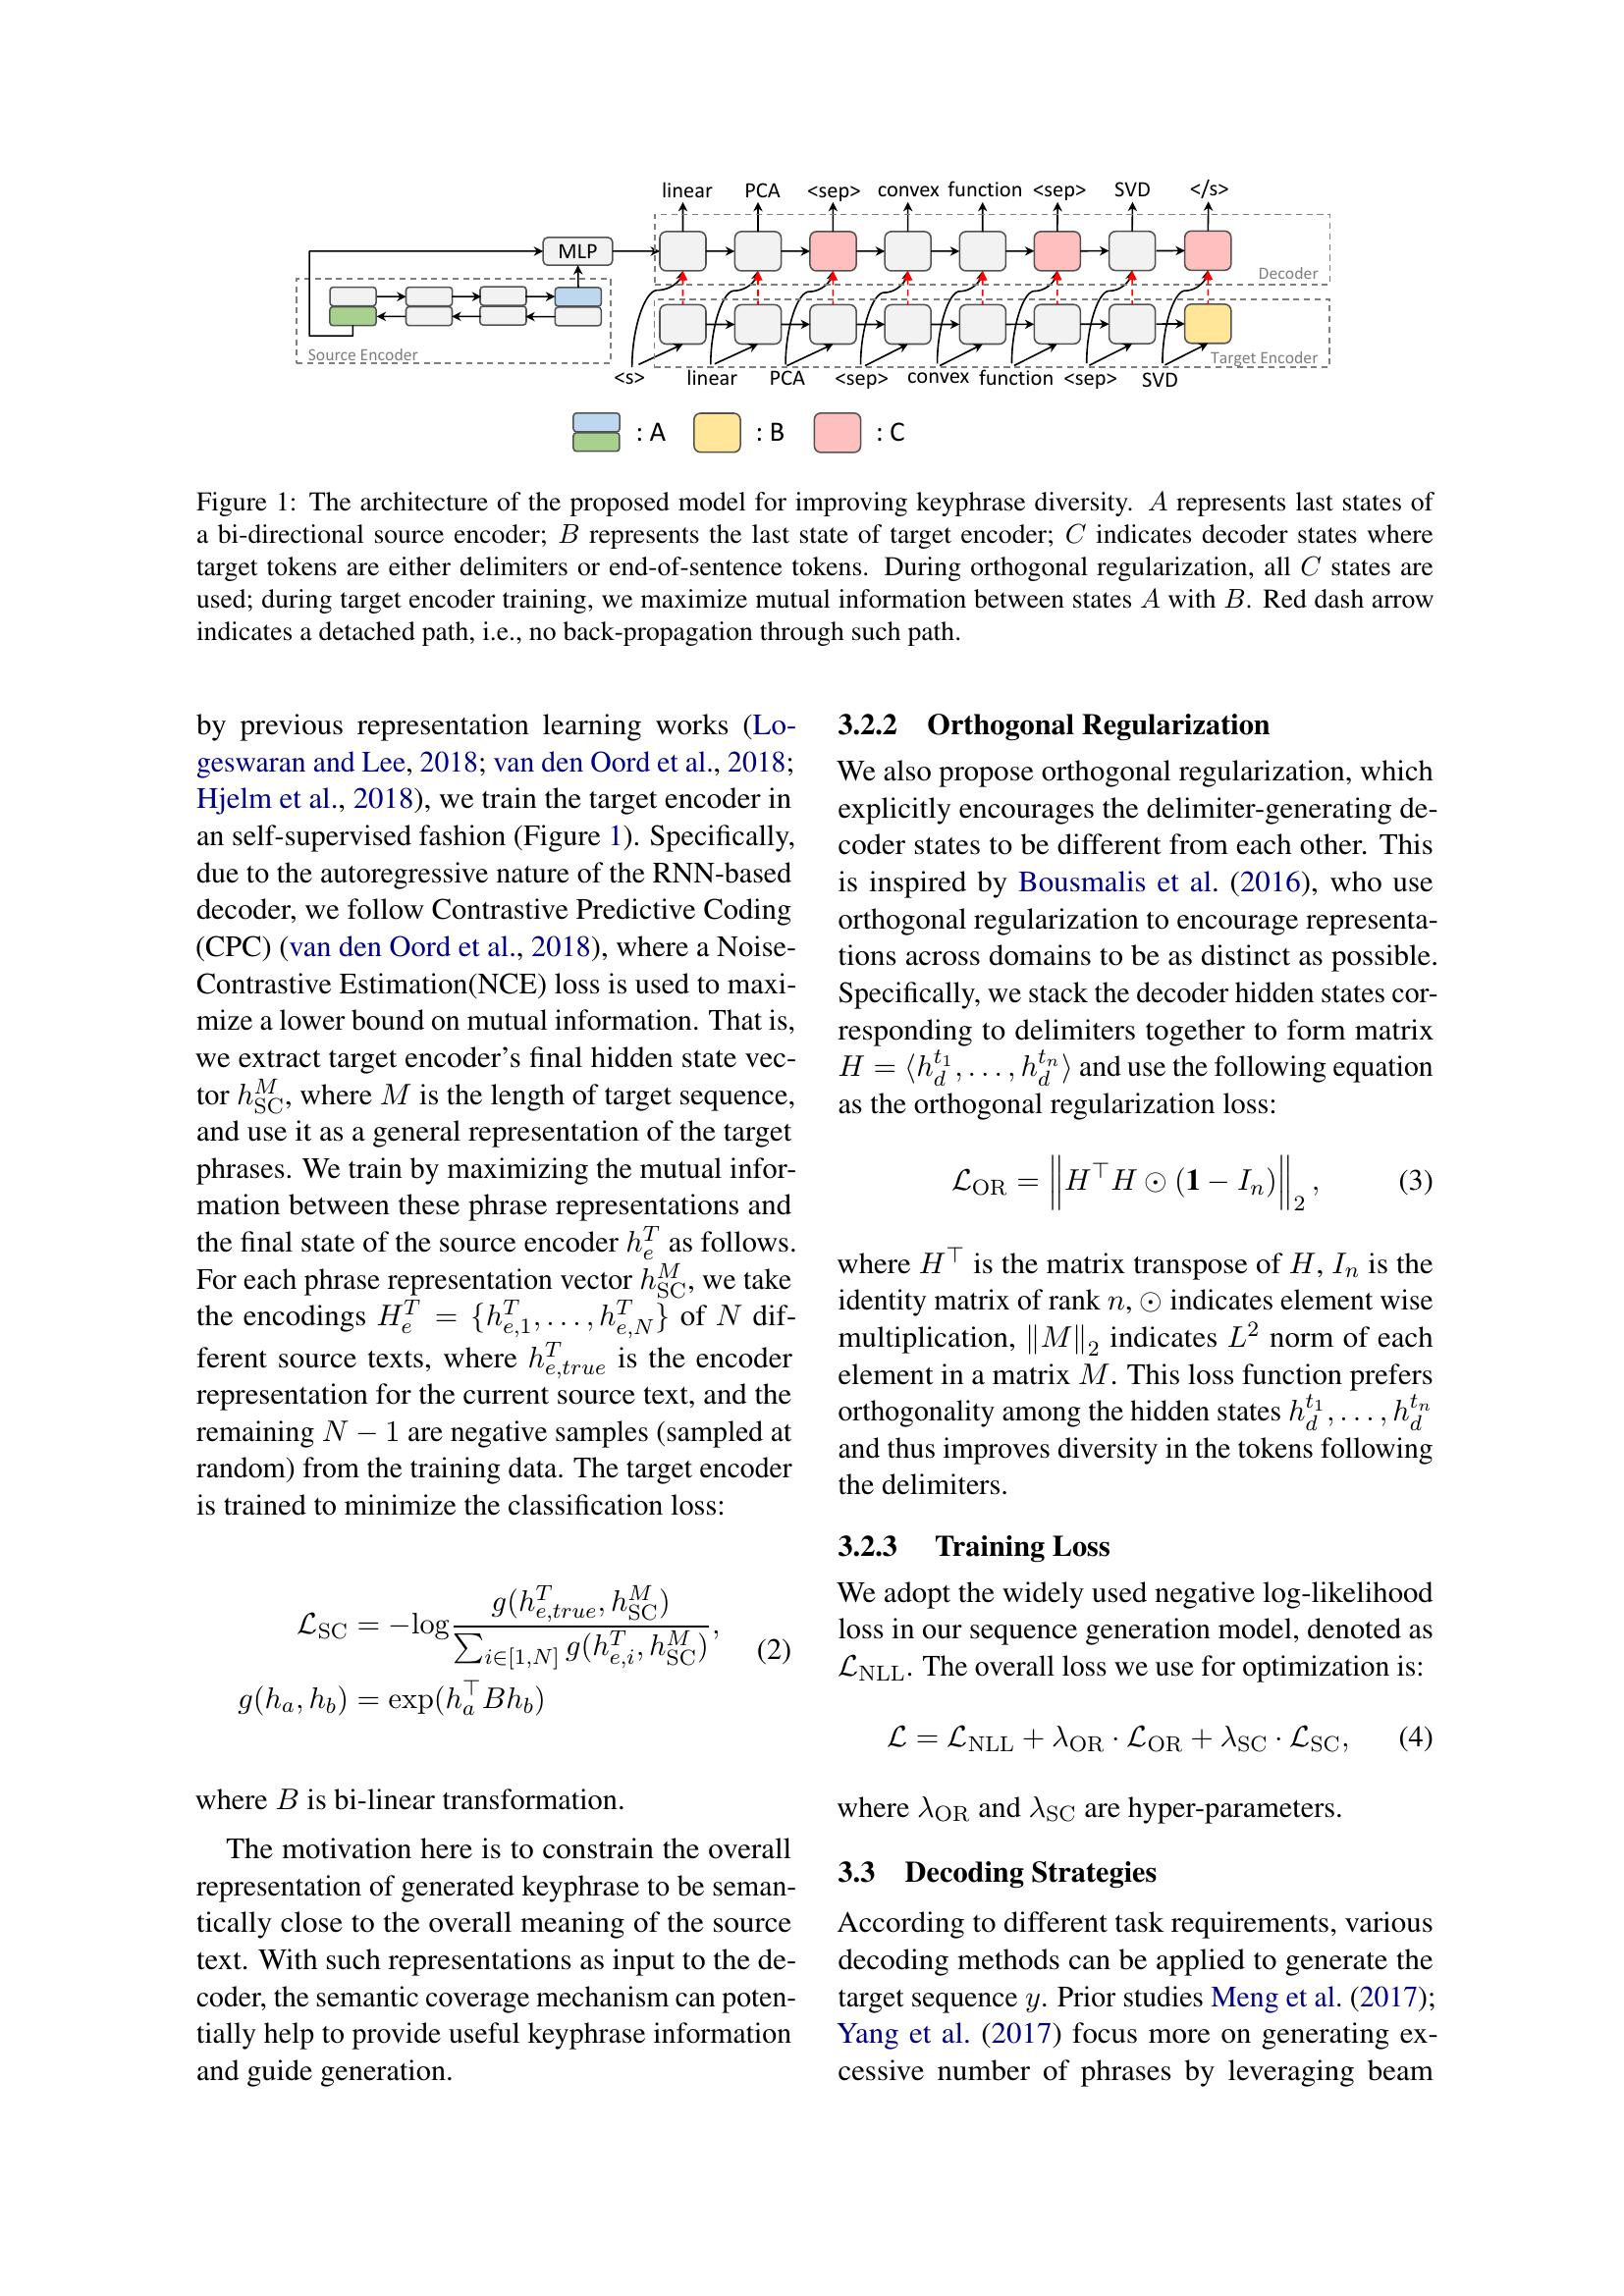 linear PCA <sep> convex function <sep> SVD </s>
MLP
Decoder
Source Encoder
Target Encoder
<s> linear PCA <sep> convex function <sep> SVD
: A : B : C
Figure 1: The architecture of the proposed model for improving keyphrase diversity. A represents last states of
a bi-directional source encoder; B represents the last state of target encoder; C indicates decoder states where
target tokens are either delimiters or end-of-sentence tokens. During orthogonal regularization, all C states are
used; during target encoder training, we maximize mutual information between states A with B. Red dash arrow
indicates a detached path, i.e., no back-propagation through such path.
by previous representation learning works (Lo-
geswaran and Lee, 2018; van den Oord et al., 2018;
Hjelm et al., 2018), we train the target encoder in
an self-supervised fashion (Figure 1). Specifically,
due to the autoregressive nature of the RNN-based
decoder, we follow Contrastive Predictive Coding
(CPC) (van den Oord et al., 2018), where a Noise-
Contrastive Estimation(NCE) loss is used to maxi-
mize a lower bound on mutual information. That is,
we extract target encoder's final hidden state vec-
tor $h_{\mathrm{SC}}^{M}$, where M is the length of target sequence,
and use it as a general representation of the target
phrases. We train by maximizing the mutual infor-
mation between these phrase representations and
the final state of the source encoder $h_e^T$ as follows.
For each phrase representation vector $h_{\mathrm{SC}}^{M}$, we take
the encodings $H_e^T = \{h_{e,1}^T, \ldots, h_{e,N}^T\}$ of N dif-
ferent source texts, where $h_{e,true}^T$ is the encoder
representation for the current source text, and the
remaining N − 1 are negative samples (sampled at
random) from the training data. The target encoder
is trained to minimize the classification loss:
$\mathcal{L}_{\mathrm{SC}} = -\log \frac{g(h_{e,true}^T, h_{\mathrm{SC}}^M)}{\sum_{i \in [1,N]} g(h_{e,i}^T, h_{\mathrm{SC}}^M)},$ (2)
$g(h_a, h_b) = \exp(h_a^\top B h_b)$
where B is bi-linear transformation.
The motivation here is to constrain the overall
representation of generated keyphrase to be seman-
tically close to the overall meaning of the source
text. With such representations as input to the de-
coder, the semantic coverage mechanism can poten-
tially help to provide useful keyphrase information
and guide generation.
3.2.2 Orthogonal Regularization
We also propose orthogonal regularization, which
explicitly encourages the delimiter-generating de-
coder states to be different from each other. This
is inspired by Bousmalis et al. (2016), who use
orthogonal regularization to encourage representa-
tions across domains to be as distinct as possible.
Specifically, we stack the decoder hidden states cor-
responding to delimiters together to form matrix
$H = \langle h_d^{t_1}, \ldots, h_d^{t_n} \rangle$ and use the following equation
as the orthogonal regularization loss:
$\mathcal{L}_{\mathrm{OR}} = \left\| H^\top H \odot (\mathbf{1} - I_n) \right\|_2,$ (3)
where $H^\top$ is the matrix transpose of H, $I_n$ is the
identity matrix of rank n, ⊙ indicates element wise
multiplication, $\|M\|_2$ indicates $L^2$ norm of each
element in a matrix M. This loss function prefers
orthogonality among the hidden states $h_d^{t_1}, \ldots, h_d^{t_n}$
and thus improves diversity in the tokens following
the delimiters.
3.2.3 Training Loss
We adopt the widely used negative log-likelihood
loss in our sequence generation model, denoted as
$\mathcal{L}_{\mathrm{NLL}}$. The overall loss we use for optimization is:
$\mathcal{L} = \mathcal{L}_{\mathrm{NLL}} + \lambda_{\mathrm{OR}} \cdot \mathcal{L}_{\mathrm{OR}} + \lambda_{\mathrm{SC}} \cdot \mathcal{L}_{\mathrm{SC}},$ (4)
where $\lambda_{\mathrm{OR}}$ and $\lambda_{\mathrm{SC}}$ are hyper-parameters.
3.3 Decoding Strategies
According to different task requirements, various
decoding methods can be applied to generate the
target sequence y. Prior studies Meng et al. (2017);
Yang et al. (2017) focus more on generating ex-
cessive number of phrases by leveraging beam